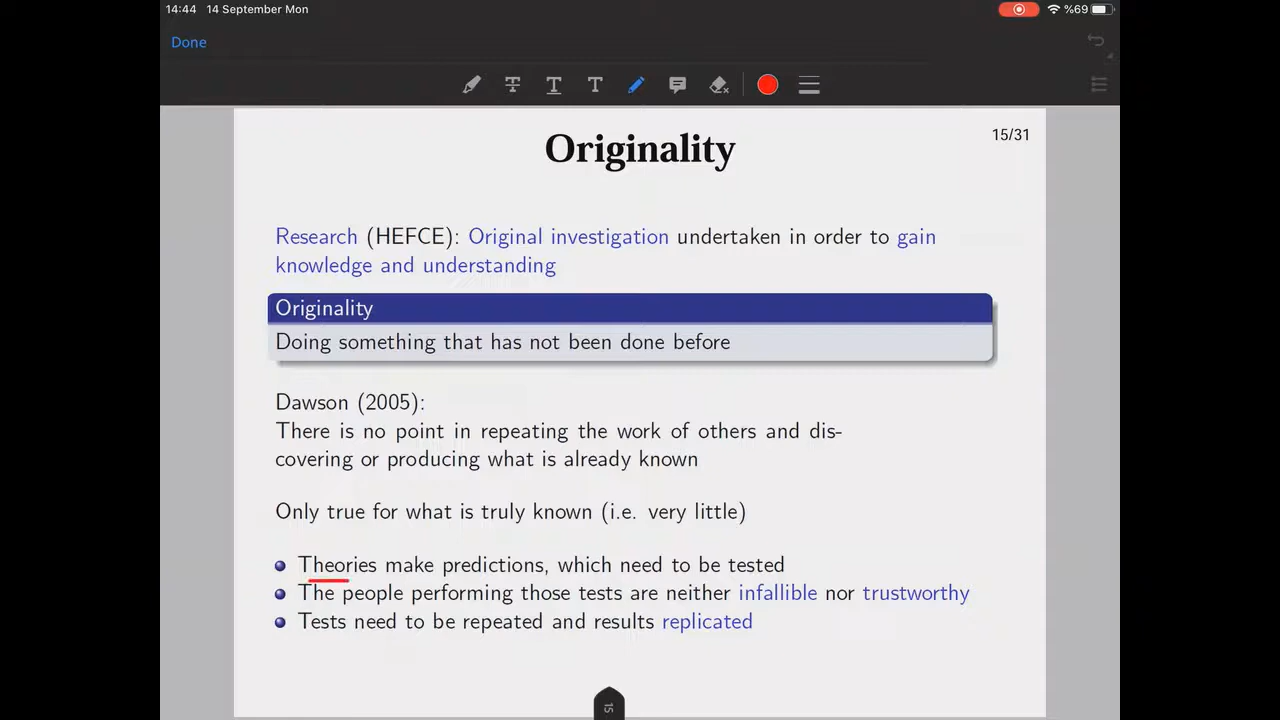 14:44 14 September Mon
%69
Done
T T T
Originality
15/31
Research (HEFCE): Original investigation undertaken in order to gain
knowledge and understanding
Originality
Doing something that has not been done before
Dawson (2005):
There is no point in repeating the work of others and dis-
covering or producing what is already known
Only true for what is truly known (i.e. very little)
Theories make predictions, which need to be tested
The people performing those tests are neither infallible nor trustworthy
Tests need to be repeated and results replicated
15